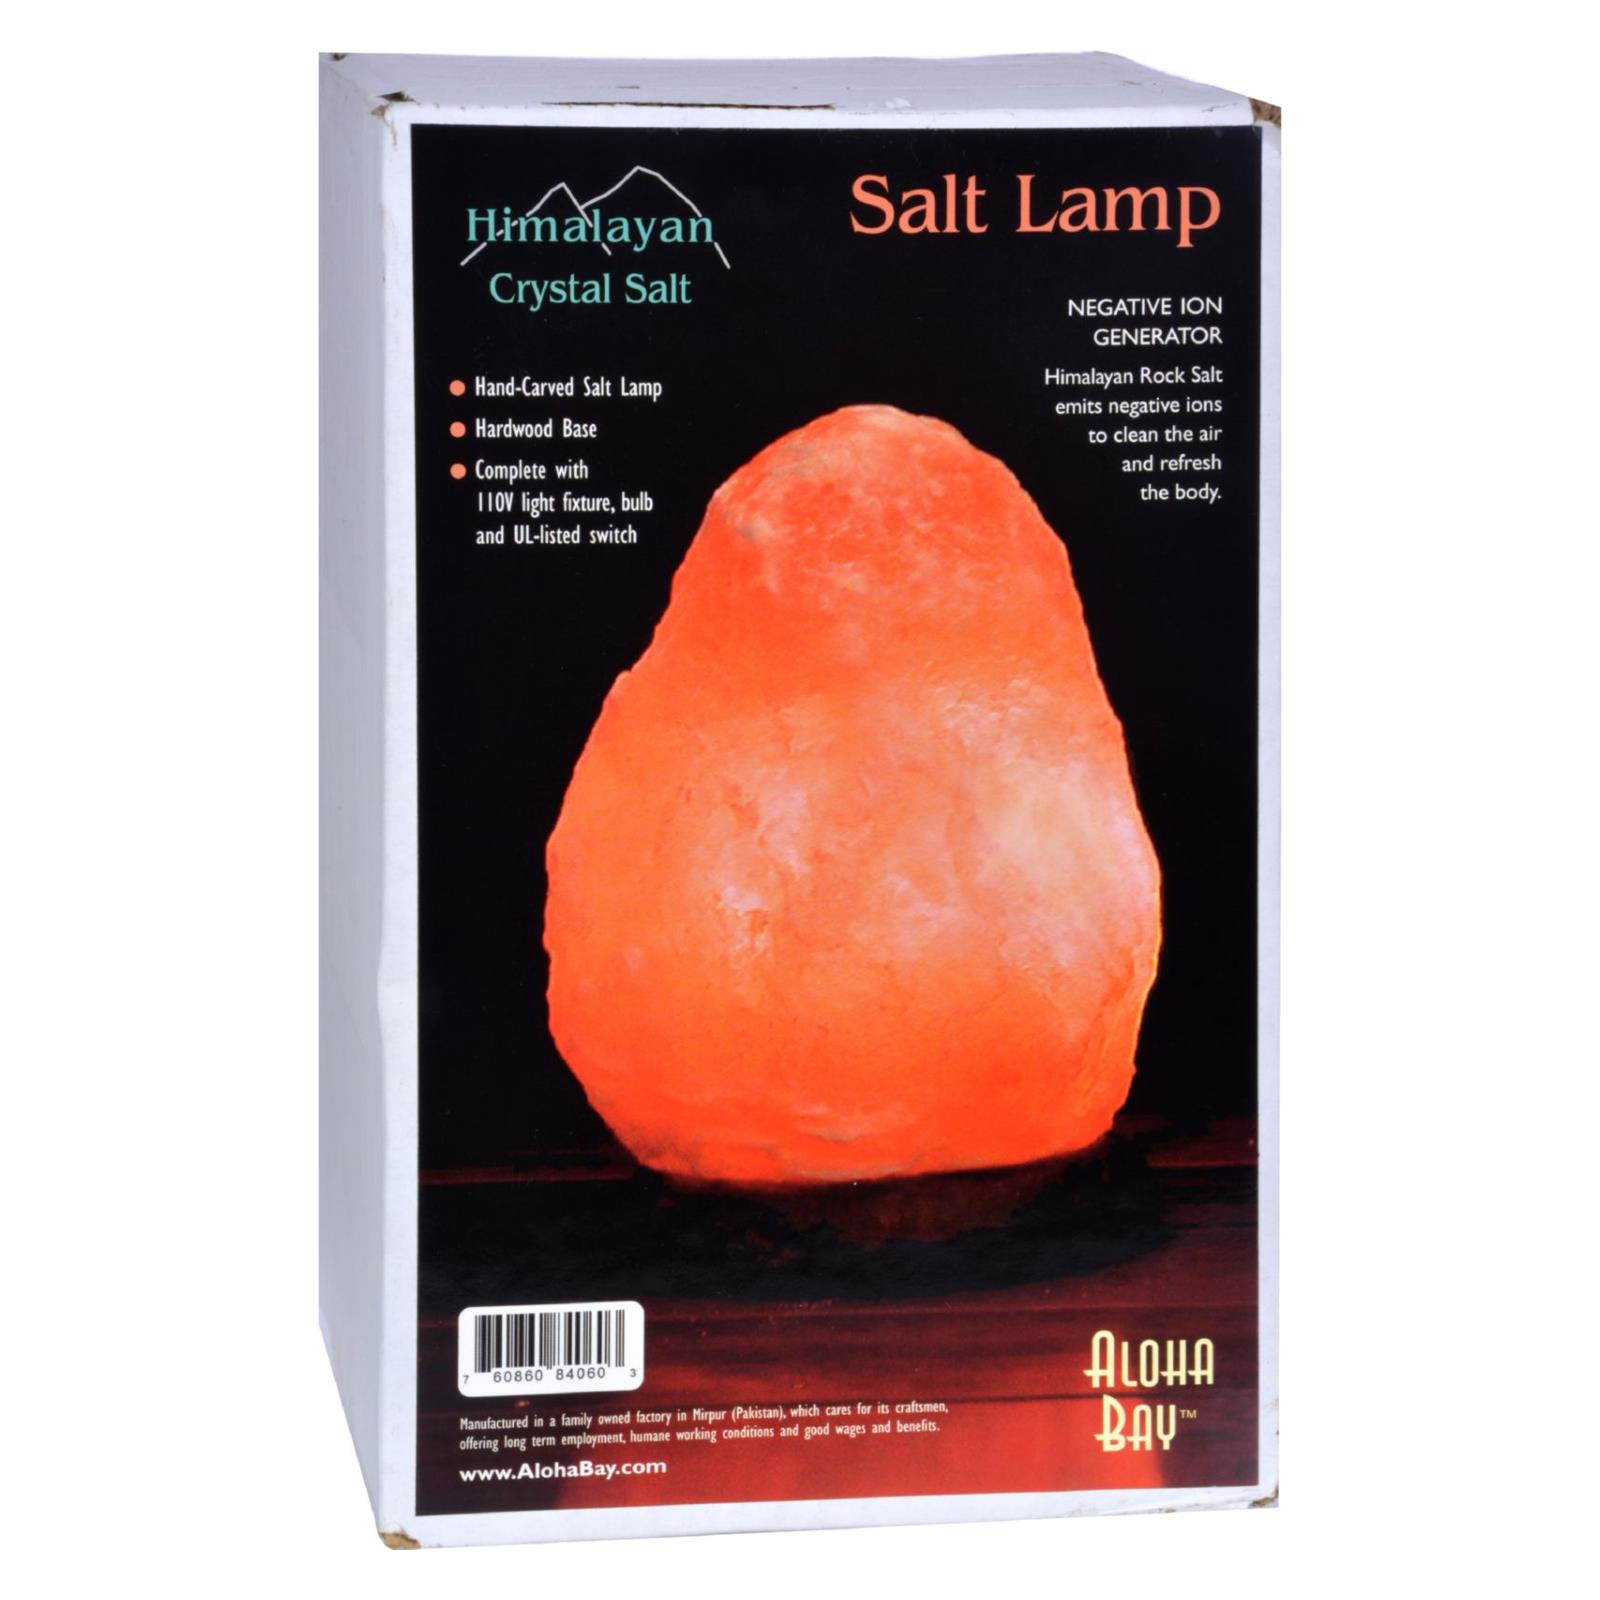 Himalayan
Crystal Salt
Salt Lamp
NEGATIVE ION
GENERATOR
Himalayan Rock Salt
emits negative ions
to clean the air
and refresh
the body.
Hand-Carved Salt Lamp
Hardwood Base
Complete with
110V light fixture, bulb
and UL-listed switch
7 60860 84060 3
Manufactured in a family owned factory in Mirpur (Pakistan), which cares for its craftsmen,
offering long term employment, humane working conditions and good wages and benefits.
www.AlohaBay.com
ALOHA
BAY™